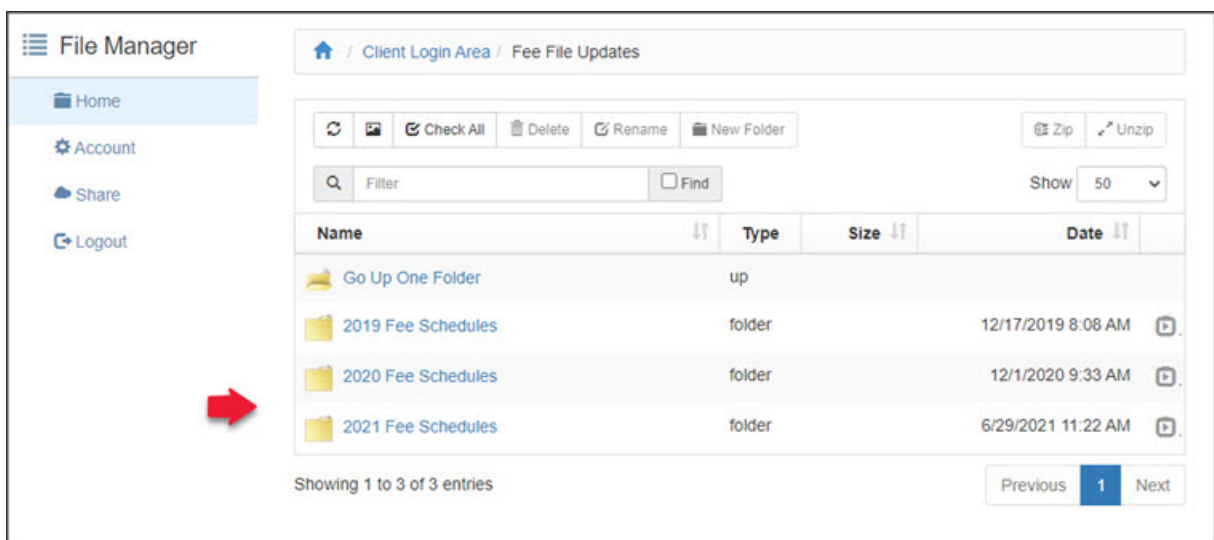 File Manager
Home
Account
Share
Logout
/ Client Login Area / Fee File Updates
Check All Delete Rename New Folder Zip Unzip
Filter Find Show 50
Name Type Size Date
Go Up One Folder up
2019 Fee Schedules folder 12/17/2019 8:08 AM
2020 Fee Schedules folder 12/1/2020 9:33 AM
2021 Fee Schedules folder 6/29/2021 11:22 AM
Showing 1 to 3 of 3 entries Previous 1 Next